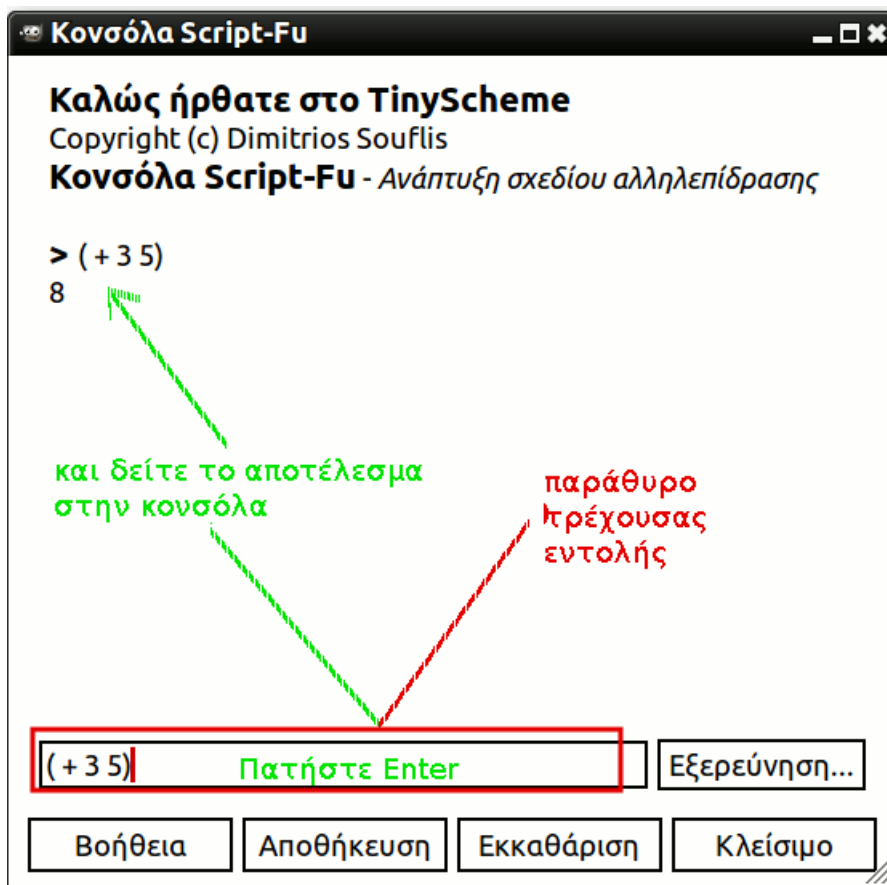 Κονσόλα Script-Fu
Καλώς ήρθατε στο TinyScheme
Copyright (c) Dimitrios Souflis
Κονσόλα Script-Fu - Ανάπτυξη σχεδίου αλληλεπίδρασης
> ( + 3 5)
8
και δείτε το αποτέλεσμα
στην κονσόλα
παράθυρο
τρέχουσας
εντολής
( + 3 5)
Πατήστε Enter
Εξερεύνηση...
Βοήθεια
Αποθήκευση
Εκκαθάριση
Κλείσιμο